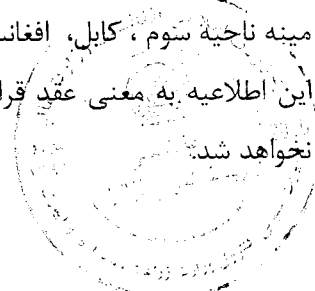 مینه ناحیه سوم ، کابل، افغانس
این اطلاعیه به معنی عقد قرا
نخواهد شد.